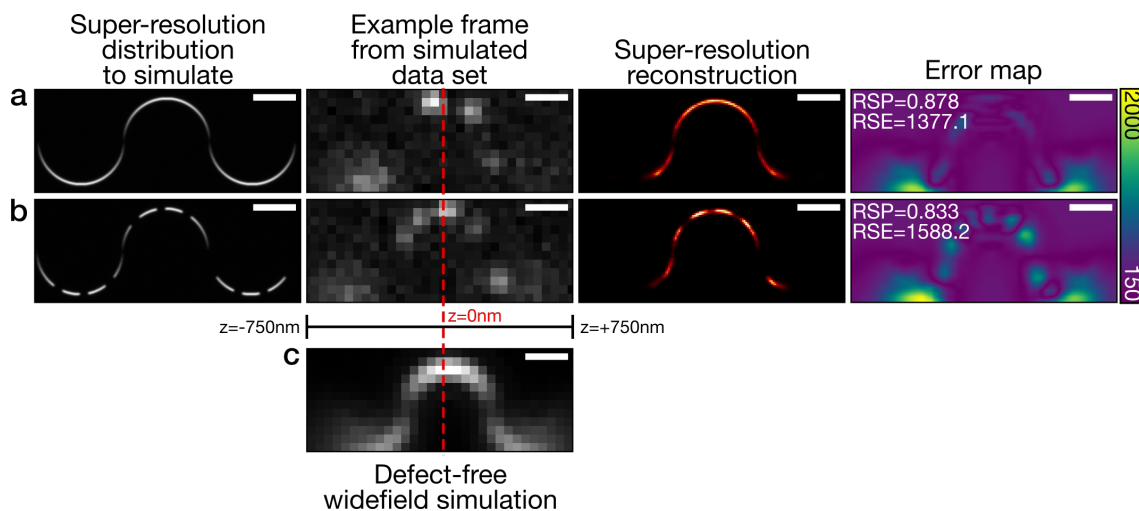 Super-resolution
distribution
to simulate
Example frame
from simulated
data set
Super-resolution
reconstruction
Error map
a
RSP=0.878
RSE=1377.1
2000
b
RSP=0.833
RSE=1588.2
150
z=-750nm
z=0nm
z=+750nm
c
Defect-free
widefield simulation